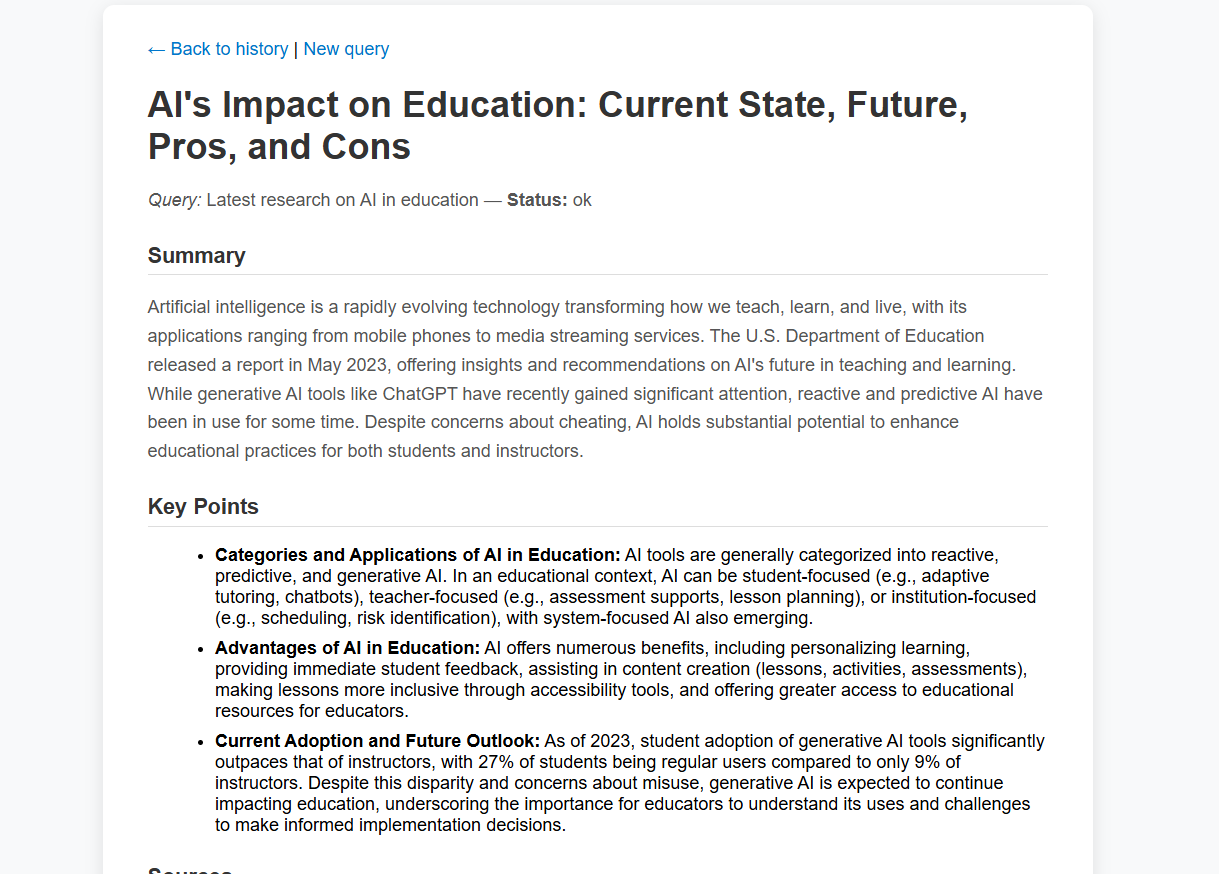 ← Back to history | New query
AI's Impact on Education: Current State, Future,
Pros, and Cons
Query: Latest research on AI in education — Status: ok
Summary
Artificial intelligence is a rapidly evolving technology transforming how we teach, learn, and live, with its
applications ranging from mobile phones to media streaming services. The U.S. Department of Education
released a report in May 2023, offering insights and recommendations on AI's future in teaching and learning.
While generative AI tools like ChatGPT have recently gained significant attention, reactive and predictive AI have
been in use for some time. Despite concerns about cheating, AI holds substantial potential to enhance
educational practices for both students and instructors.
Key Points
• Categories and Applications of AI in Education: AI tools are generally categorized into reactive,
predictive, and generative AI. In an educational context, AI can be student-focused (e.g., adaptive
tutoring, chatbots), teacher-focused (e.g., assessment supports, lesson planning), or institution-focused
(e.g., scheduling, risk identification), with system-focused AI also emerging.
• Advantages of AI in Education: AI offers numerous benefits, including personalizing learning,
providing immediate student feedback, assisting in content creation (lessons, activities, assessments),
making lessons more inclusive through accessibility tools, and offering greater access to educational
resources for educators.
• Current Adoption and Future Outlook: As of 2023, student adoption of generative AI tools significantly
outpaces that of instructors, with 27% of students being regular users compared to only 9% of
instructors. Despite this disparity and concerns about misuse, generative AI is expected to continue
impacting education, underscoring the importance for educators to understand its uses and challenges
to make informed implementation decisions.
Sources